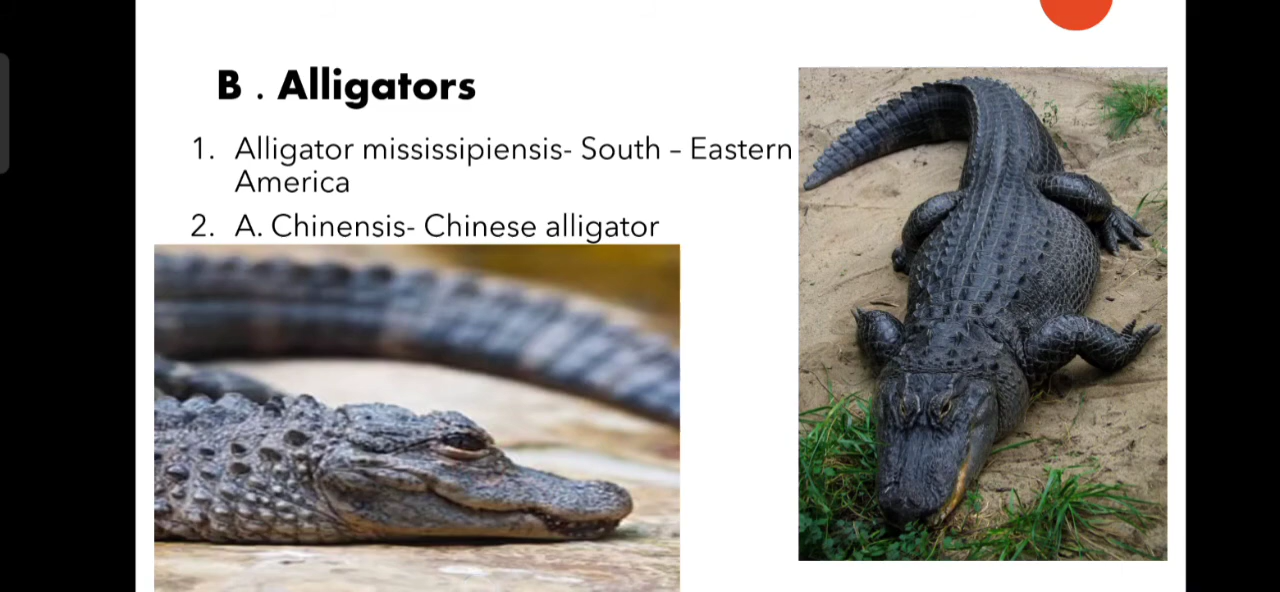 B . Alligators
1. Alligator mississipiensis- South – Eastern
America
2. A. Chinensis- Chinese alligator